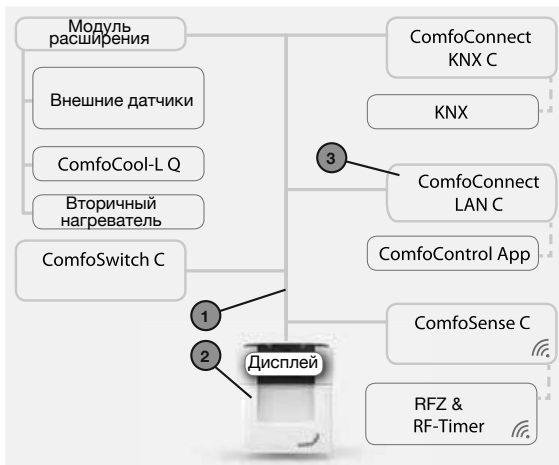 Модуль
расширения
Внешние датчики
ComfoCool-L Q
Вторичный
нагреватель
ComfoSwitch C
ComfoConnect
KNX C
KNX
3
ComfoConnect
LAN C
ComfoControl App
1
ComfoSense C
2
Дисплей
RFZ &
RF-Timer